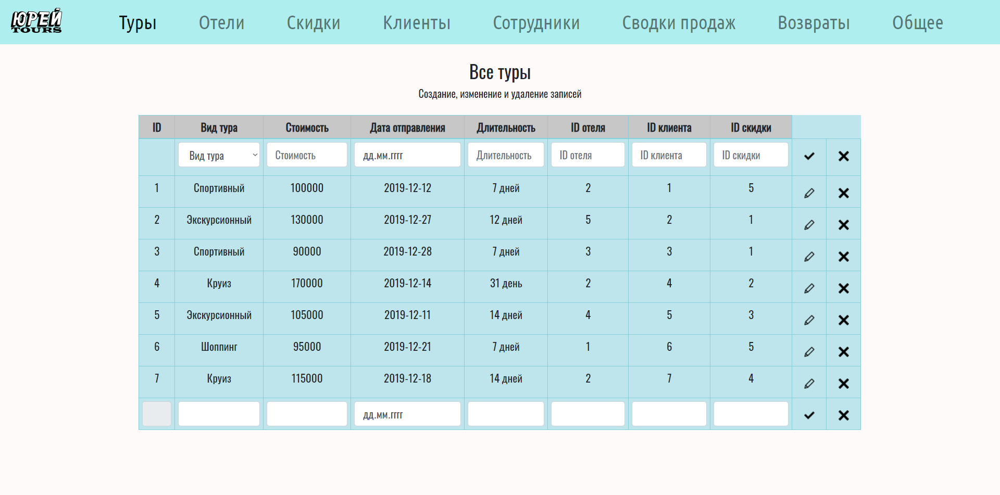 ЮРЕЙ
TOURS
Туры Отели Скидки Клиенты Сотрудники Сводки продаж Возвраты Общее
Все туры
Создание, изменение и удаление записей
ID Вид тура Стоимость Дата отправления Длительность ID отеля ID клиента ID скидки
Вид тура Стоимость дд.мм.гггг Длительность ID отеля ID клиента ID скидки
1 Спортивный 100000 2019-12-12 7 дней 2 1 5
2 Экскурсионный 130000 2019-12-27 12 дней 5 2 1
3 Спортивный 90000 2019-12-28 7 дней 3 3 1
4 Круиз 170000 2019-12-14 31 день 2 4 2
5 Экскурсионный 105000 2019-12-11 14 дней 4 5 3
6 Шоппинг 95000 2019-12-21 7 дней 1 6 5
7 Круиз 115000 2019-12-18 14 дней 2 7 4
дд.мм.гггг